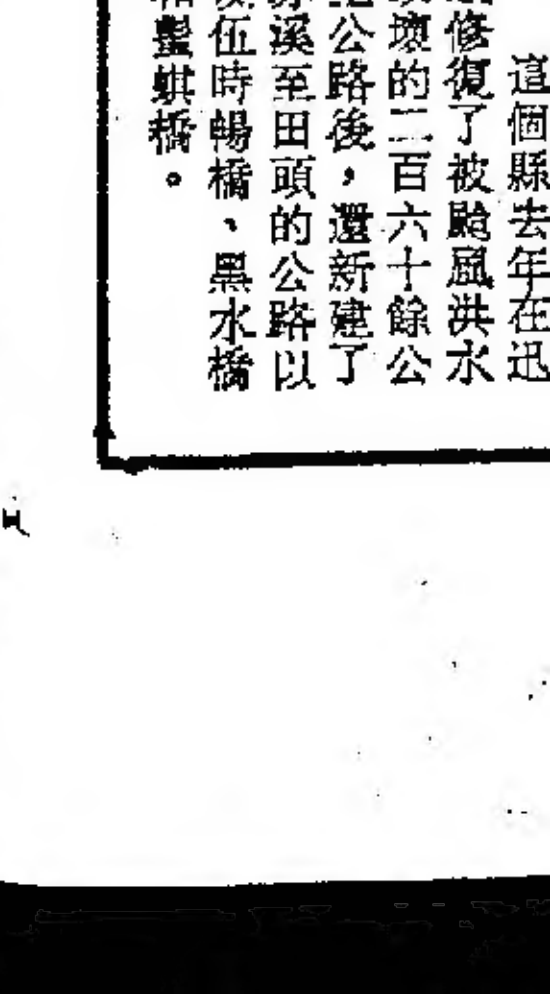 這個縣去年在迅
修復了被颱風洪水
壞的二百六十餘公
公路後，還新建了
溪至田頭的公路以
伍時暢橋、黑水橋
蜞橋。